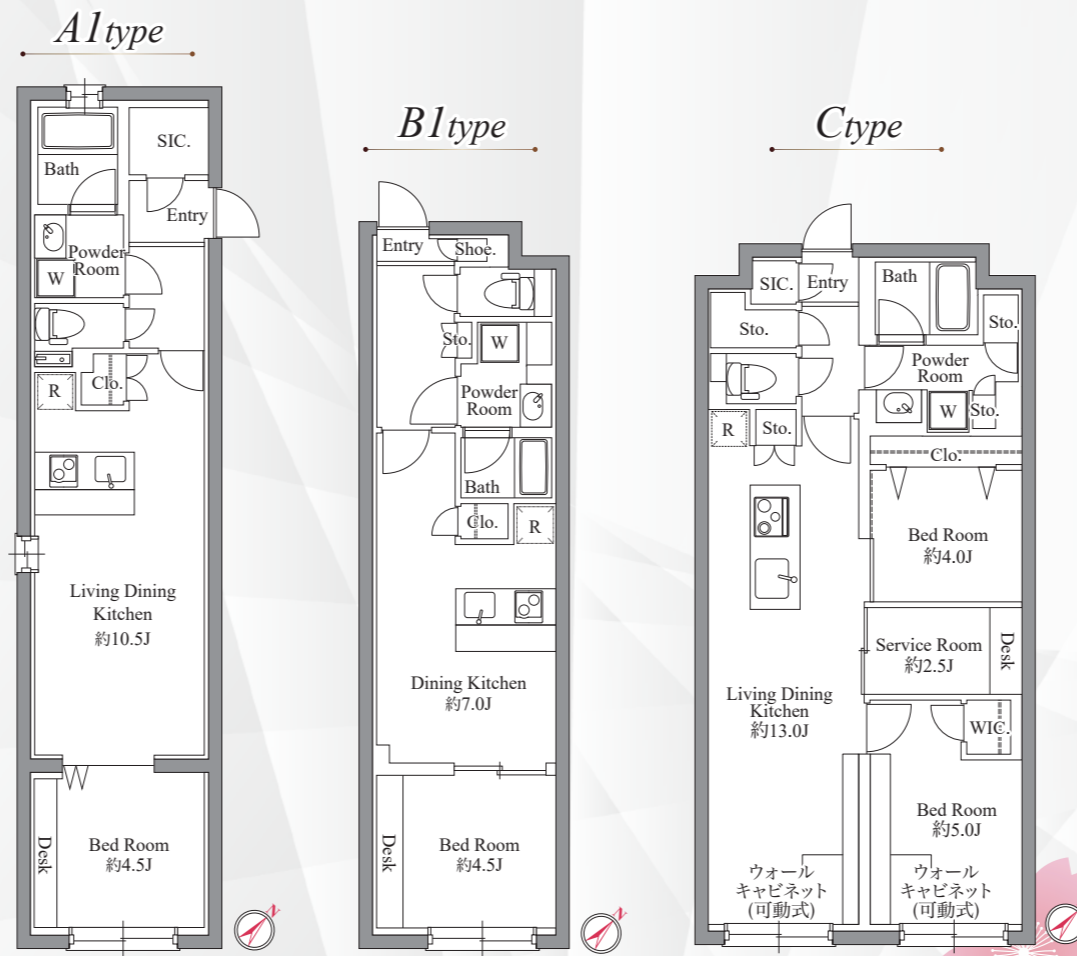 A1type
Bath
SIC.
Entry
Powder
Room
W
R
Clo.
Living Dining
Kitchen
約10.5J
Desk
Bed Room
約4.5J
N
B1type
Entry
Shoe.
Sto.
W
Powder
Room
Bath
Clo.
R
Dining Kitchen
約7.0J
Desk
Bed Room
約4.5J
N
Ctype
SIC.
Entry
Bath
Sto.
Sto.
Powder
Room
W
Sto.
R
Sto.
Clo.
Bed Room
約4.0J
Service Room
約2.5J
Desk
Living Dining
Kitchen
約13.0J
WIC.
Bed Room
約5.0J
ウォール
キャビネット
(可動式)
ウォール
キャビネット
(可動式)